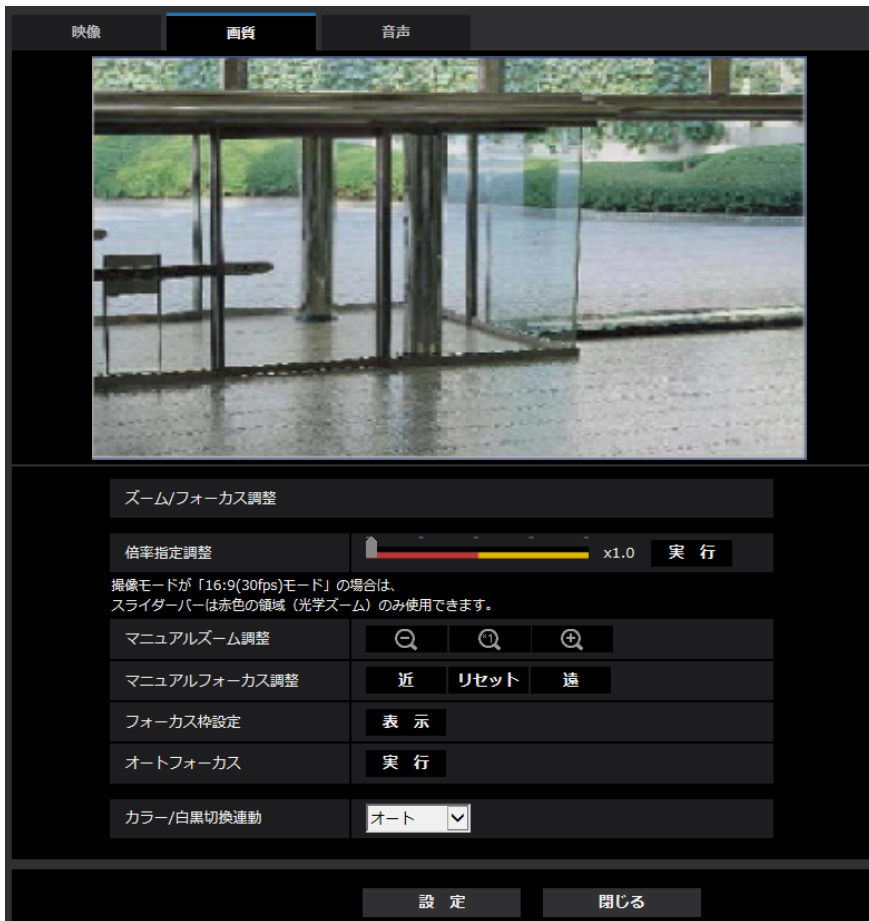 映像 画質 音声
ズーム/フォーカス調整
倍率指定調整 x1.0 実 行
撮像モードが「16:9(30fps)モード」の場合は、
スライダーバーは赤色の領域（光学ズーム）のみ使用できます。
マニュアルズーム調整 ×1
マニュアルフォーカス調整 近 リセット 遠
フォーカス枠設定 表 示
オートフォーカス 実 行
カラー/白黒切換連動 オート
設 定 閉じる